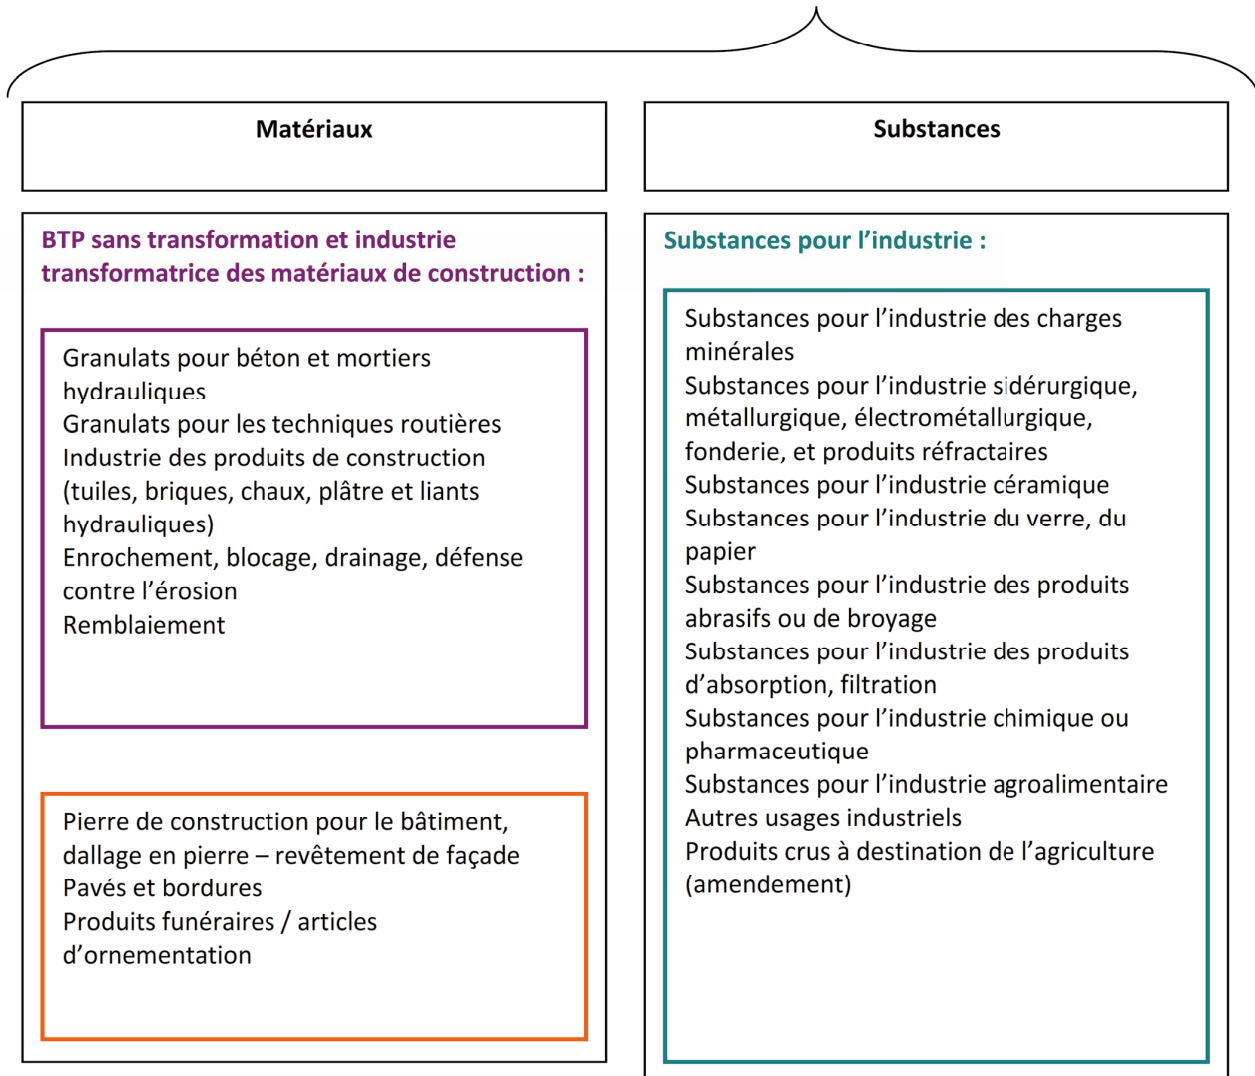 Matériaux
BTP sans transformation et industrie
transformatrice des matériaux de construction :
Granulats pour béton et mortiers
hydrauliques
Granulats pour les techniques routières
Industrie des produits de construction
(tuiles, briques, chaux, plâtre et liants
hydrauliques)
Enrochement, blocage, drainage, défense
contre l’érosion
Remblaiement
Pierre de construction pour le bâtiment,
dallage en pierre – revêtement de façade
Pavés et bordures
Produits funéraires / articles
d’ornementation
Substances
Substances pour l’industrie :
Substances pour l’industrie des charges
minérales
Substances pour l’industrie sidérurgique,
métallurgique, électrométallurgique,
fonderie, et produits réfractaires
Substances pour l’industrie céramique
Substances pour l’industrie du verre, du
papier
Substances pour l’industrie des produits
abrasifs ou de broyage
Substances pour l’industrie des produits
d’absorption, filtration
Substances pour l’industrie chimique ou
pharmaceutique
Substances pour l’industrie agroalimentaire
Autres usages industriels
Produits crus à destination de l’agriculture
(amendement)